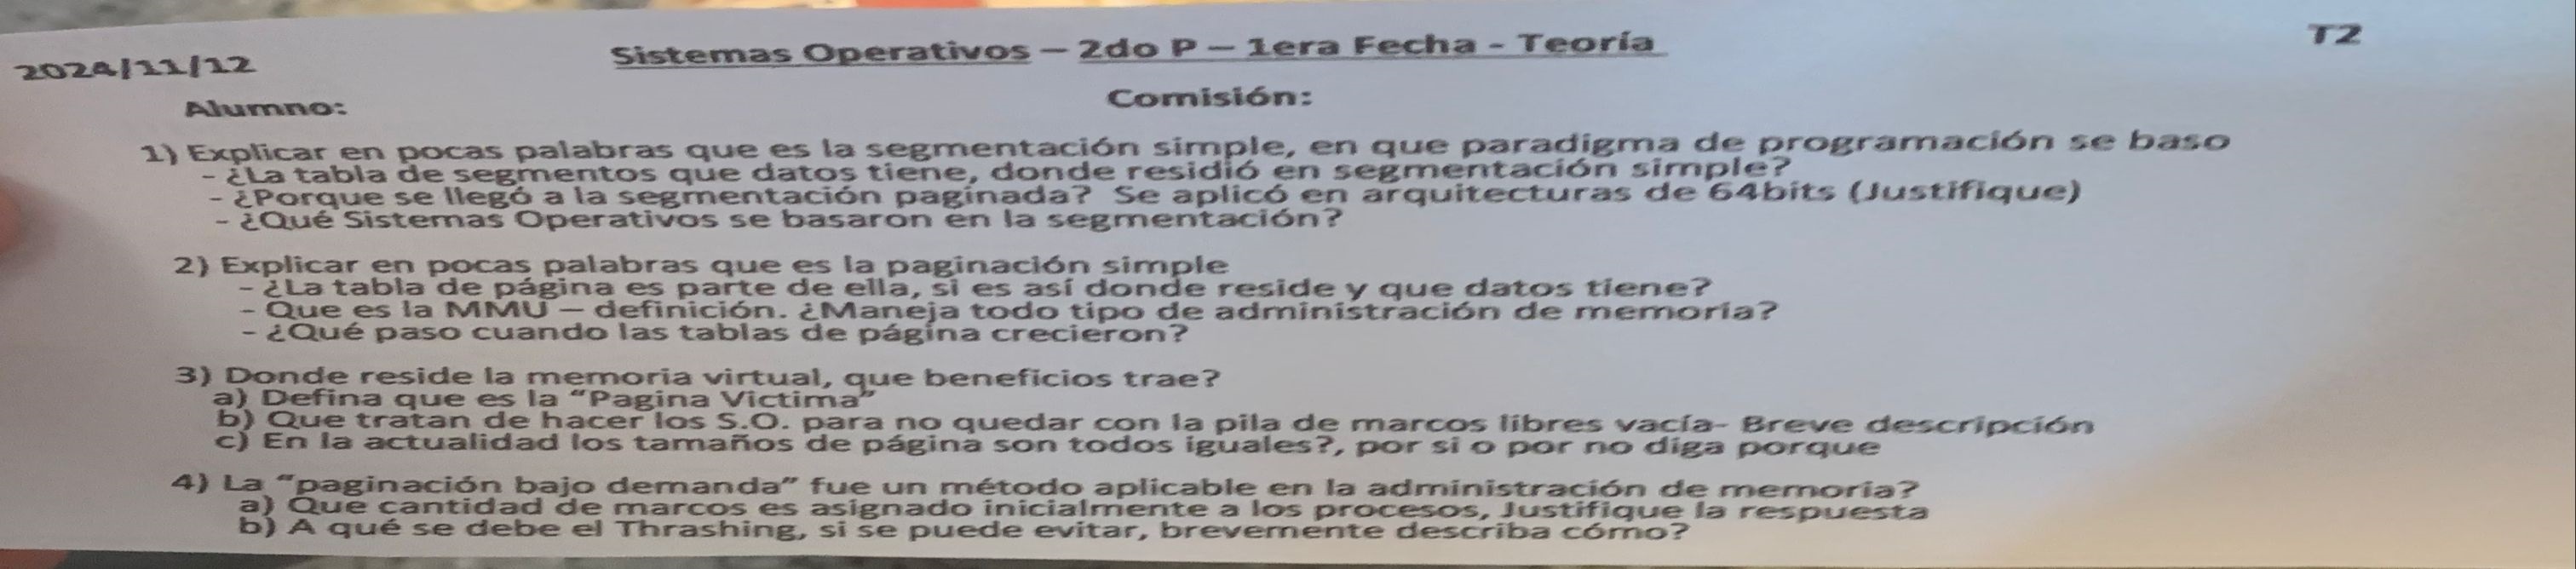 2024/11/12
Sistemas Operativos – 2do P – 1era Fecha - Teoría
T2
Alumno:
Comisión:
1) Explicar en pocas palabras que es la segmentación simple, en que paradigma de programación se baso
- ¿La tabla de segmentos que datos tiene, donde residió en segmentación simple?
- ¿Porque se llegó a la segmentación paginada? Se aplicó en arquitecturas de 64bits (Justifique)
- ¿Qué Sistemas Operativos se basaron en la segmentación?
2) Explicar en pocas palabras que es la paginación simple
- ¿La tabla de página es parte de ella, si es así donde reside y que datos tiene?
- Que es la MMU – definición. ¿Maneja todo tipo de administración de memoria?
- ¿Qué paso cuando las tablas de página crecieron?
3) Donde reside la memoria virtual, que beneficios trae?
a) Defina que es la "Pagina Victima"
b) Que tratan de hacer los S.O. para no quedar con la pila de marcos libres vacía- Breve descripción
c) En la actualidad los tamaños de página son todos iguales?, por si o por no diga porque
4) La "paginación bajo demanda" fue un método aplicable en la administración de memoria?
a) Que cantidad de marcos es asignado inicialmente a los procesos, Justifique la respuesta
b) A qué se debe el Thrashing, si se puede evitar, brevemente describa cómo?